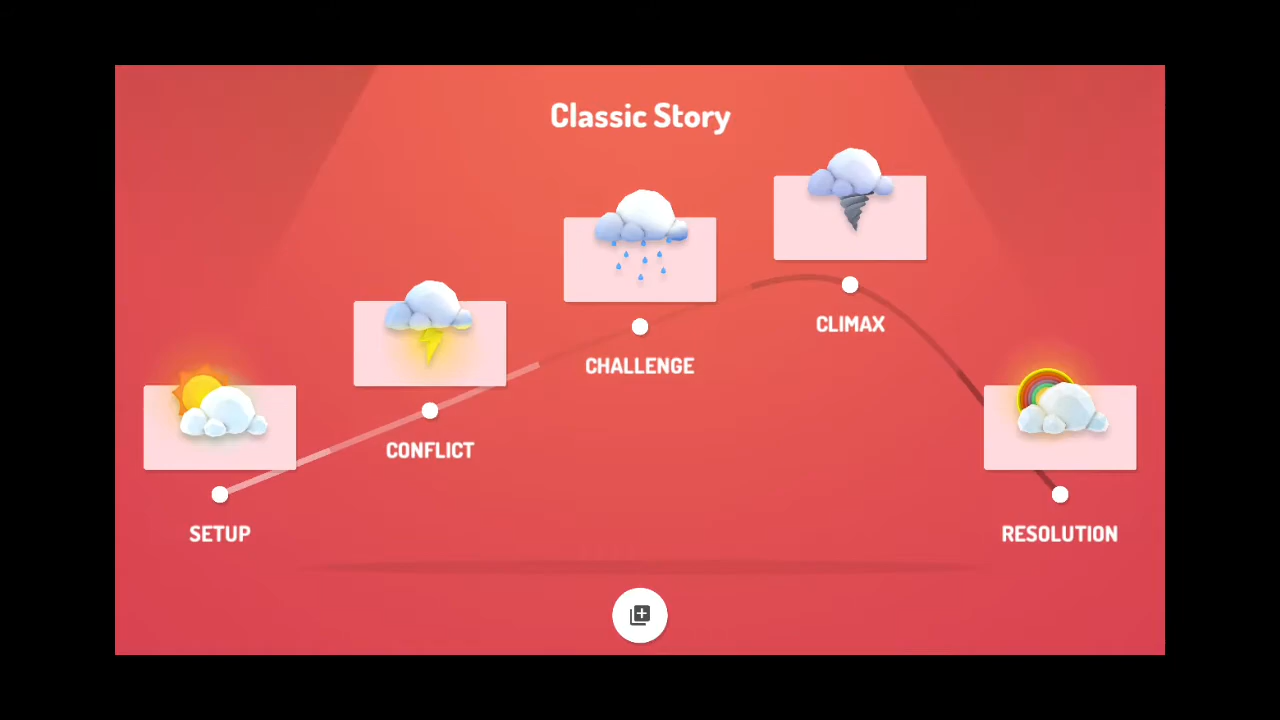 Classic Story
SETUP
CONFLICT
CHALLENGE
CLIMAX
RESOLUTION